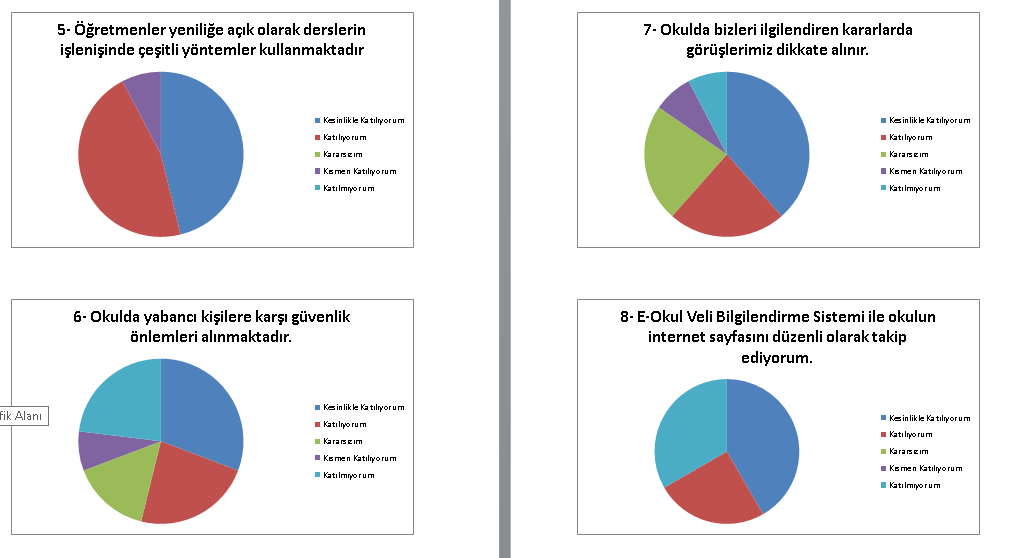 5- Öğretmenler yeniliğe açık olarak derslerin
işlenişinde çeşitli yöntemler kullanmaktadır
Kesinlikle Katılıyorum
Katılıyorum
Kararsızım
Kısmen Katılıyorum
Katılmıyorum
6- Okulda yabancı kişilere karşı güvenlik
önlemleri alınmaktadır.
Kesinlikle Katılıyorum
Katılıyorum
Kararsızım
Kısmen Katılıyorum
Katılmıyorum
fik Alanı
7- Okulda bizleri ilgilendiren kararlarda
görüşlerimiz dikkate alınır.
Kesinlikle Katılıyorum
Katılıyorum
Kararsızım
Kısmen Katılıyorum
Katılmıyorum
8- E-Okul Veli Bilgilendirme Sistemi ile okulun
internet sayfasını düzenli olarak takip
ediyorum.
Kesinlikle Katılıyorum
Katılıyorum
Kararsızım
Kısmen Katılıyorum
Katılmıyorum